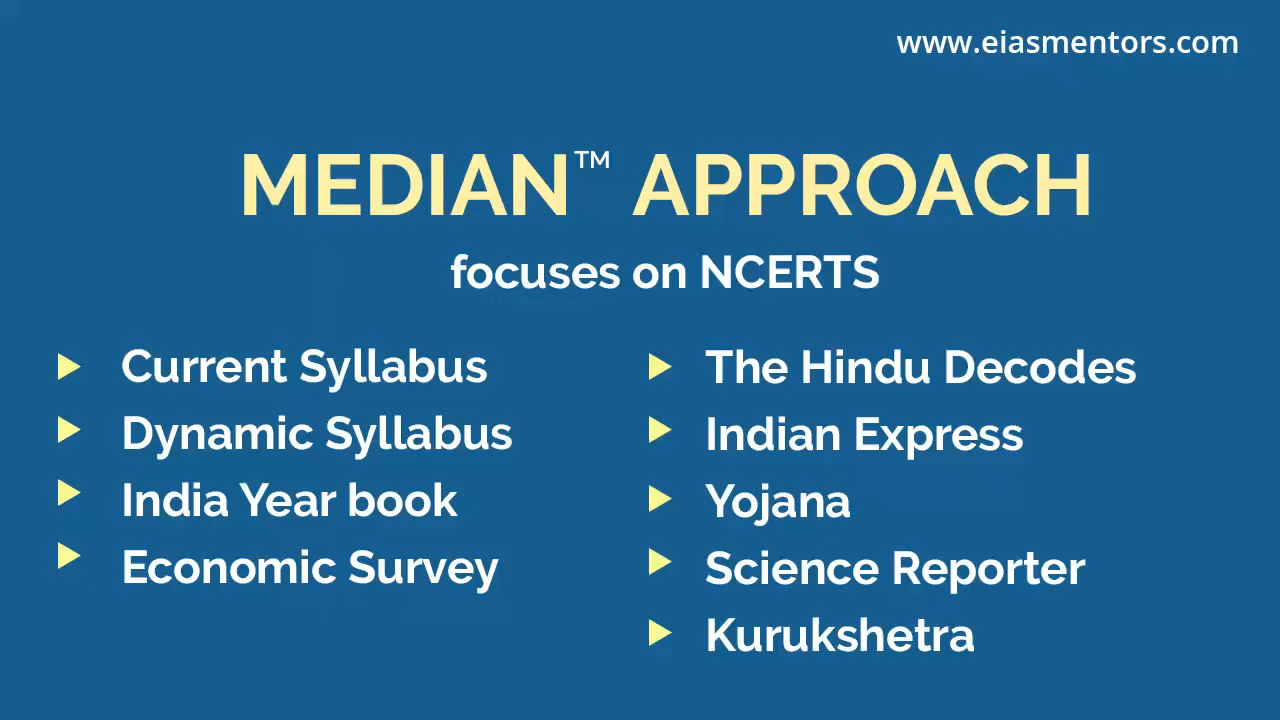 www.eiasmentors.com
MEDIAN™ APPROACH
focuses on NCERTS
Current Syllabus
Dynamic Syllabus
India Year book
Economic Survey
The Hindu Decodes
Indian Express
Yojana
Science Reporter
Kurukshetra